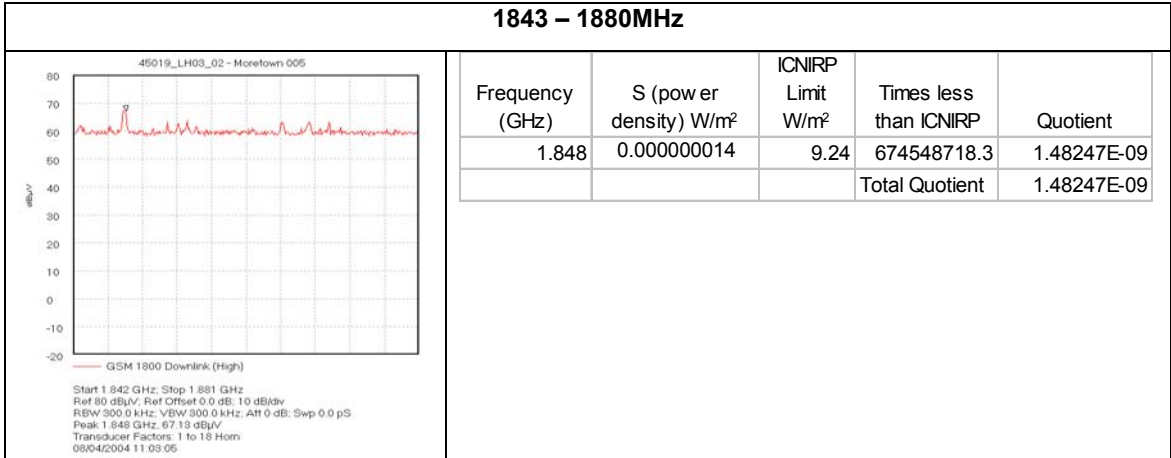 1843 – 1880MHz
45019_LH03_02 - Moretown 005
80
70
60
50
40
30
20
10
0
-10
-20
dBµV
GSM 1800 Downlink (High)
Start 1.842 GHz; Stop 1.881 GHz
Ref 80 dBµV; Ref Offset 0.0 dB; 10 dB/div
RBW 300.0 kHz; VBW 300.0 kHz; Att 0 dB; Swp 0.0 pS
Peak 1.848 GHz, 67.13 dBµV
Transducer Factors: 1 to 18 Horn
08/04/2004 11:03:05
Frequency (GHz) S (power density) W/m² ICNIRP Limit W/m² Times less than ICNIRP Quotient
1.848 0.000000014 9.24 674548718.3 1.48247E-09
Total Quotient 1.48247E-09